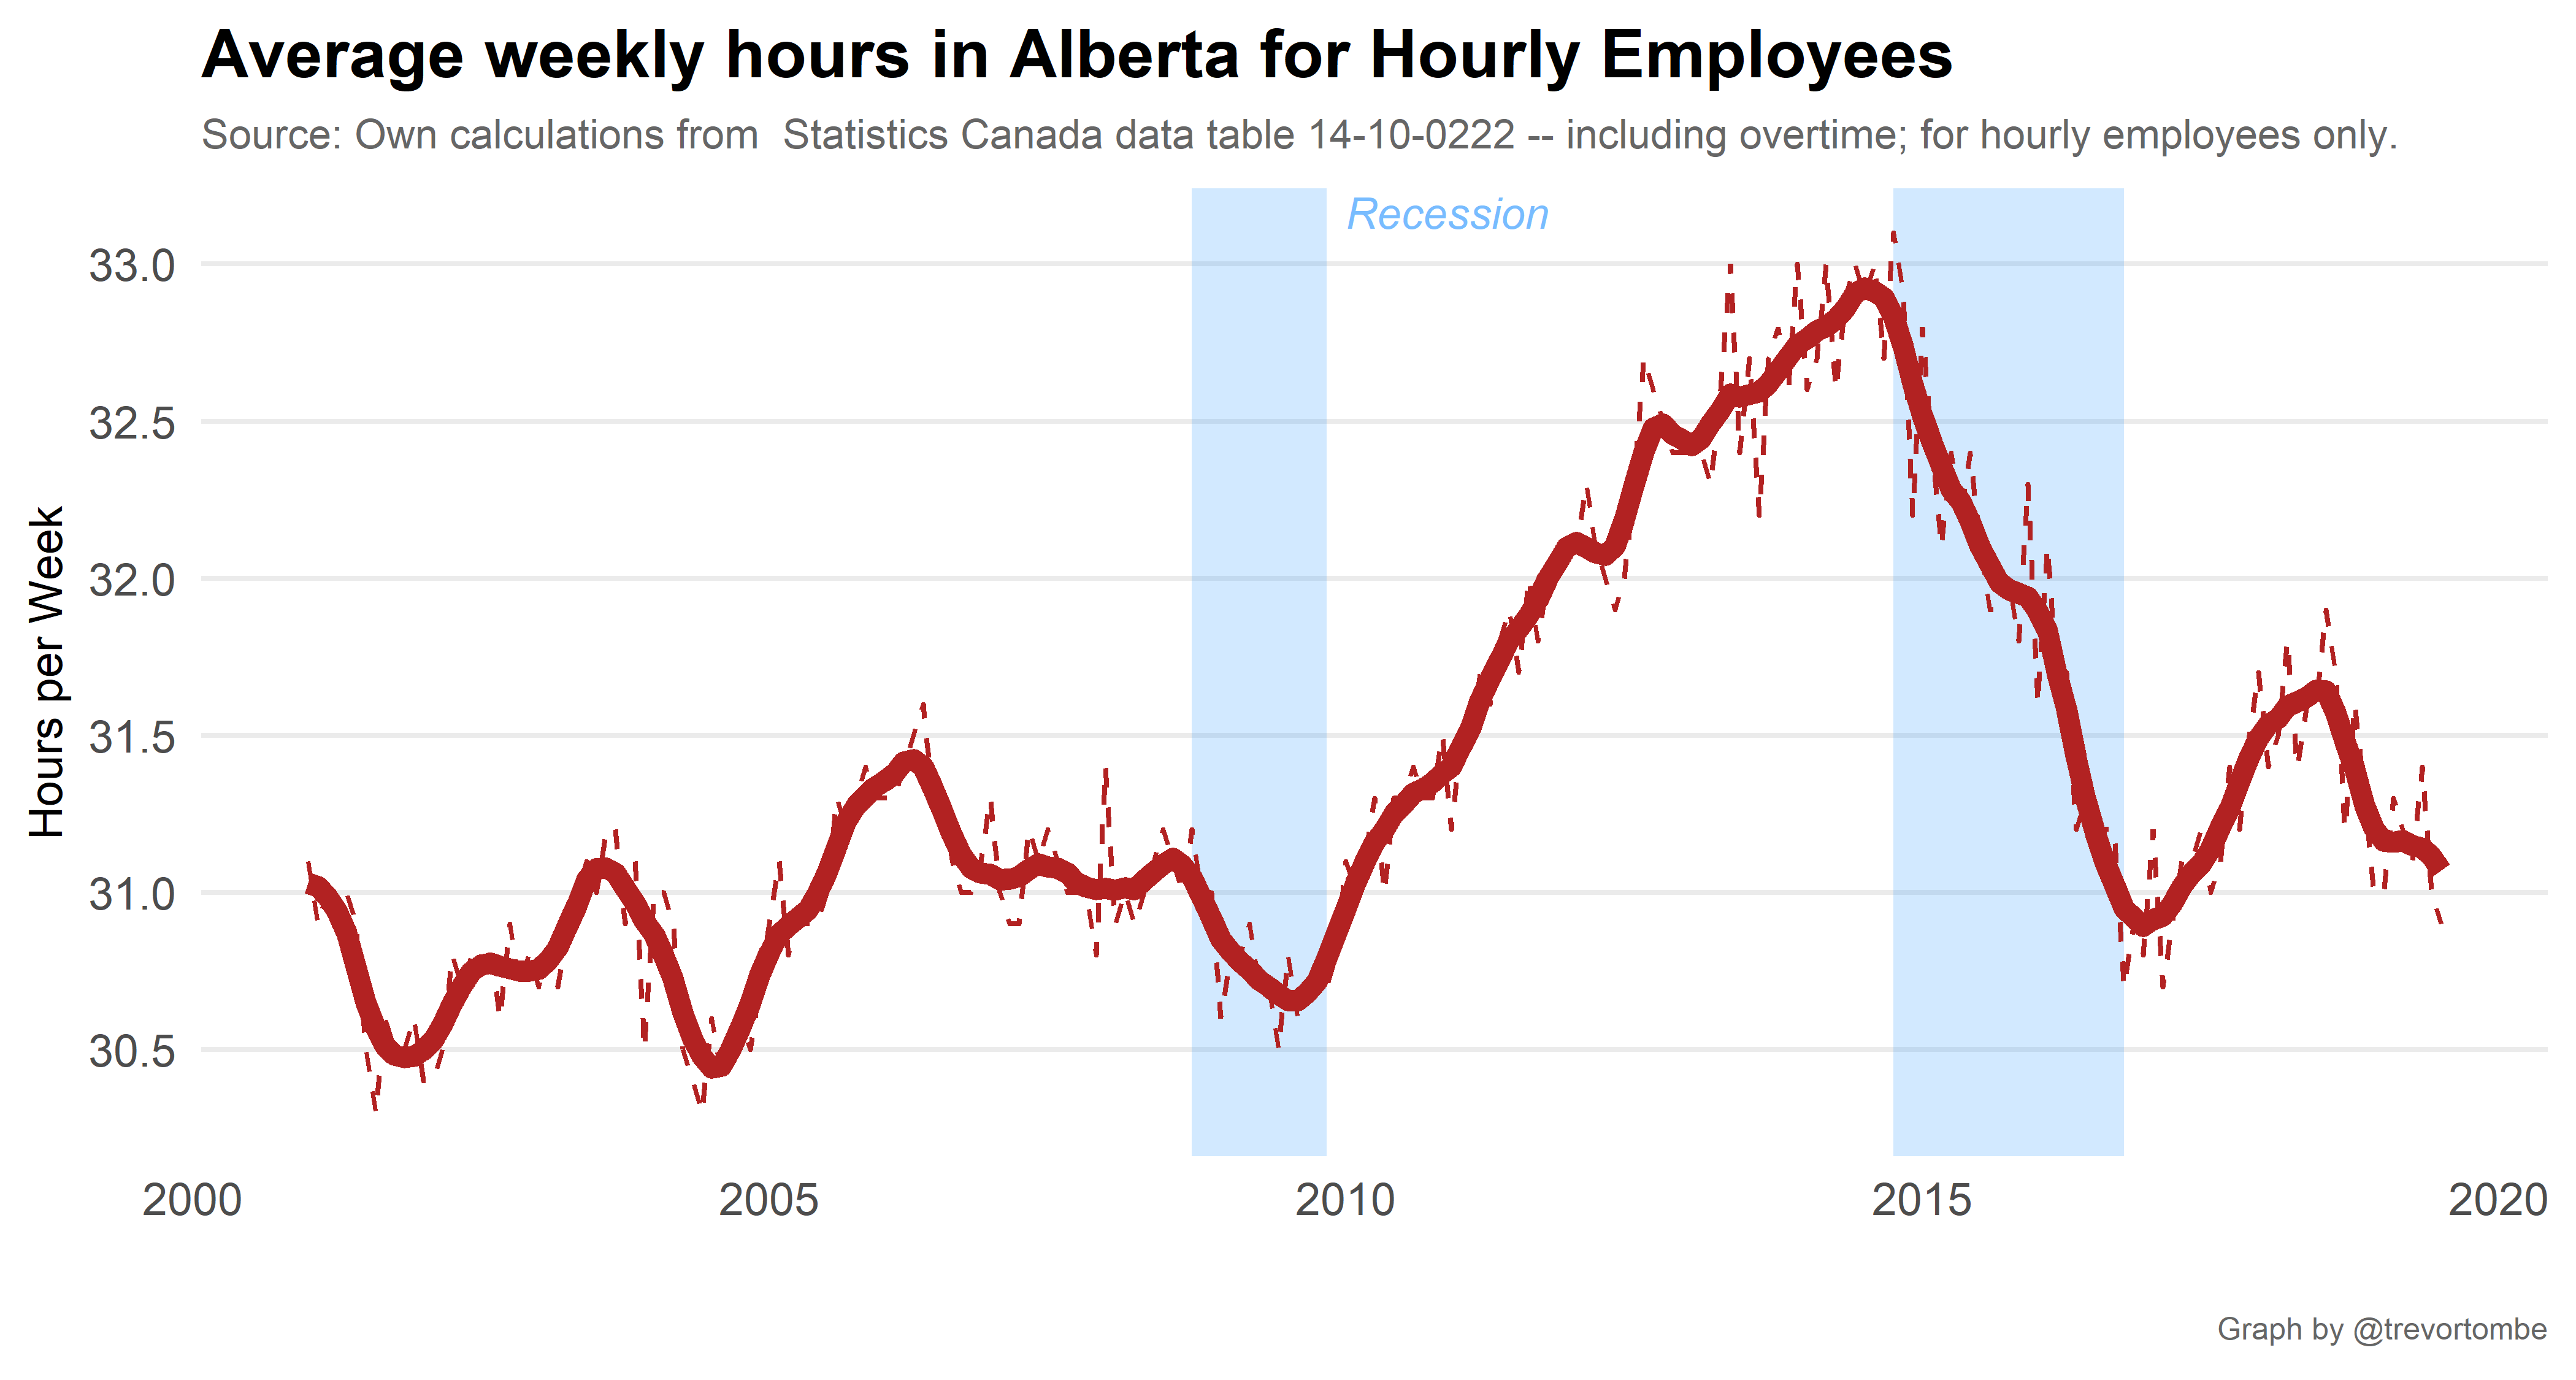 Average weekly hours in Alberta for Hourly Employees
Source: Own calculations from  Statistics Canada data table 14-10-0222 -- including overtime; for hourly employees only.
Recession
33.0
32.5
32.0
31.5
31.0
30.5
Hours per Week
2000 2005 2010 2015 2020
Graph by @trevortombe